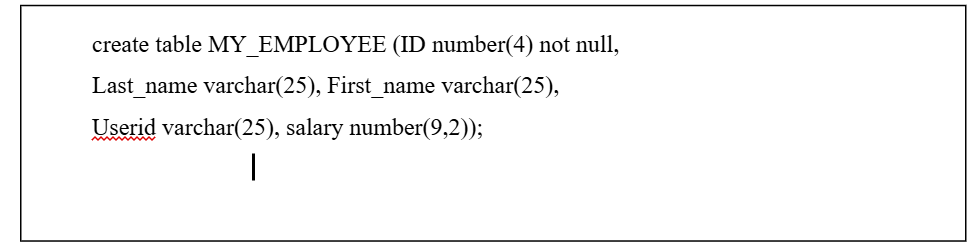 create table MY_EMPLOYEE (ID number(4) not null,
Last_name varchar(25), First_name varchar(25),
Userid varchar(25), salary number(9,2));